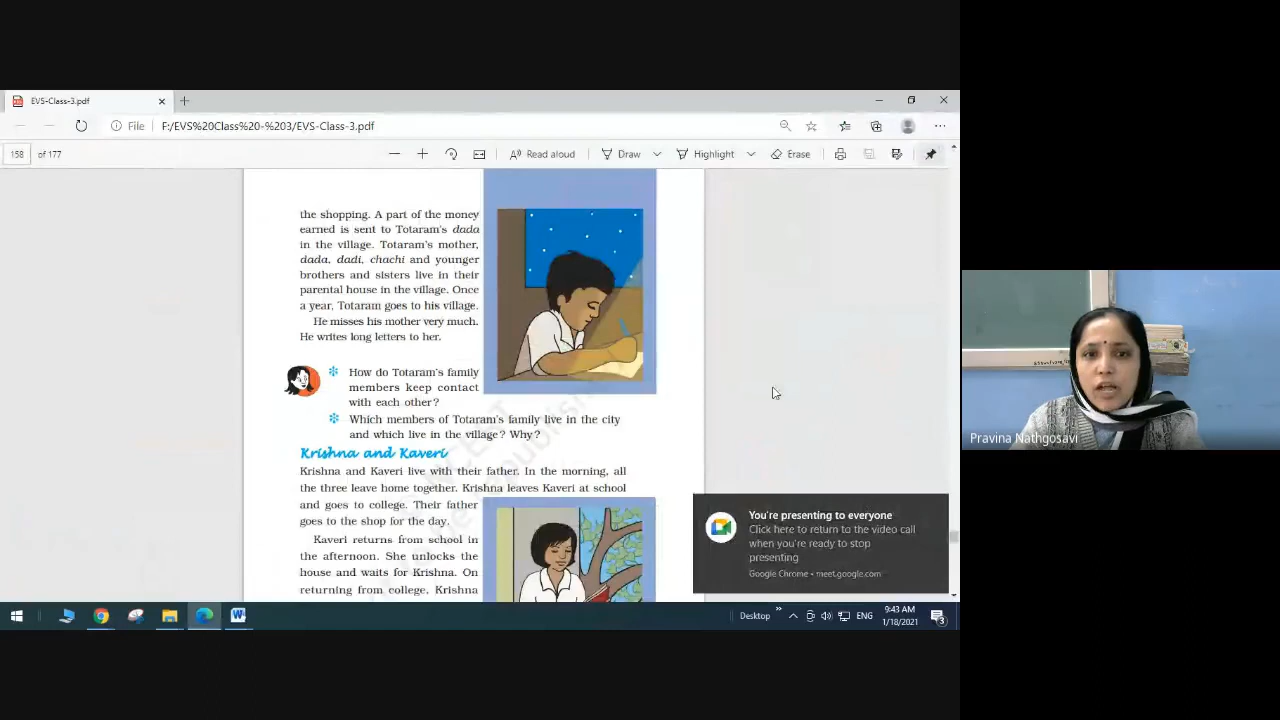 EVS-Class-3.pdf
File F:/EVS%20Class%20-%203/EVS-Class-3.pdf
158 of 177 Read aloud Draw Highlight Erase
the shopping. A part of the money
earned is sent to Totaram's dada
in the village. Totaram's mother,
dada, dadi, chachi and younger
brothers and sisters live in their
parental house in the village. Once
a year, Totaram goes to his village.
He misses his mother very much.
He writes long letters to her.
How do Totaram's family
members keep contact
with each other?
Which members of Totaram's family live in the city
and which live in the village? Why?
Krishna and Kaveri
Krishna and Kaveri live with their father. In the morning, all
the three leave home together. Krishna leaves Kaveri at school
and goes to college. Their father
goes to the shop for the day.
Kaveri returns from school in
the afternoon. She unlocks the
house and waits for Krishna. On
returning from college, Krishna
You're presenting to everyone
Click here to return to the video call
when you're ready to stop
presenting
Google Chrome • meet.google.com
Desktop ENG 9:43 AM
1/18/2021
3
Pravina Nathgosavi